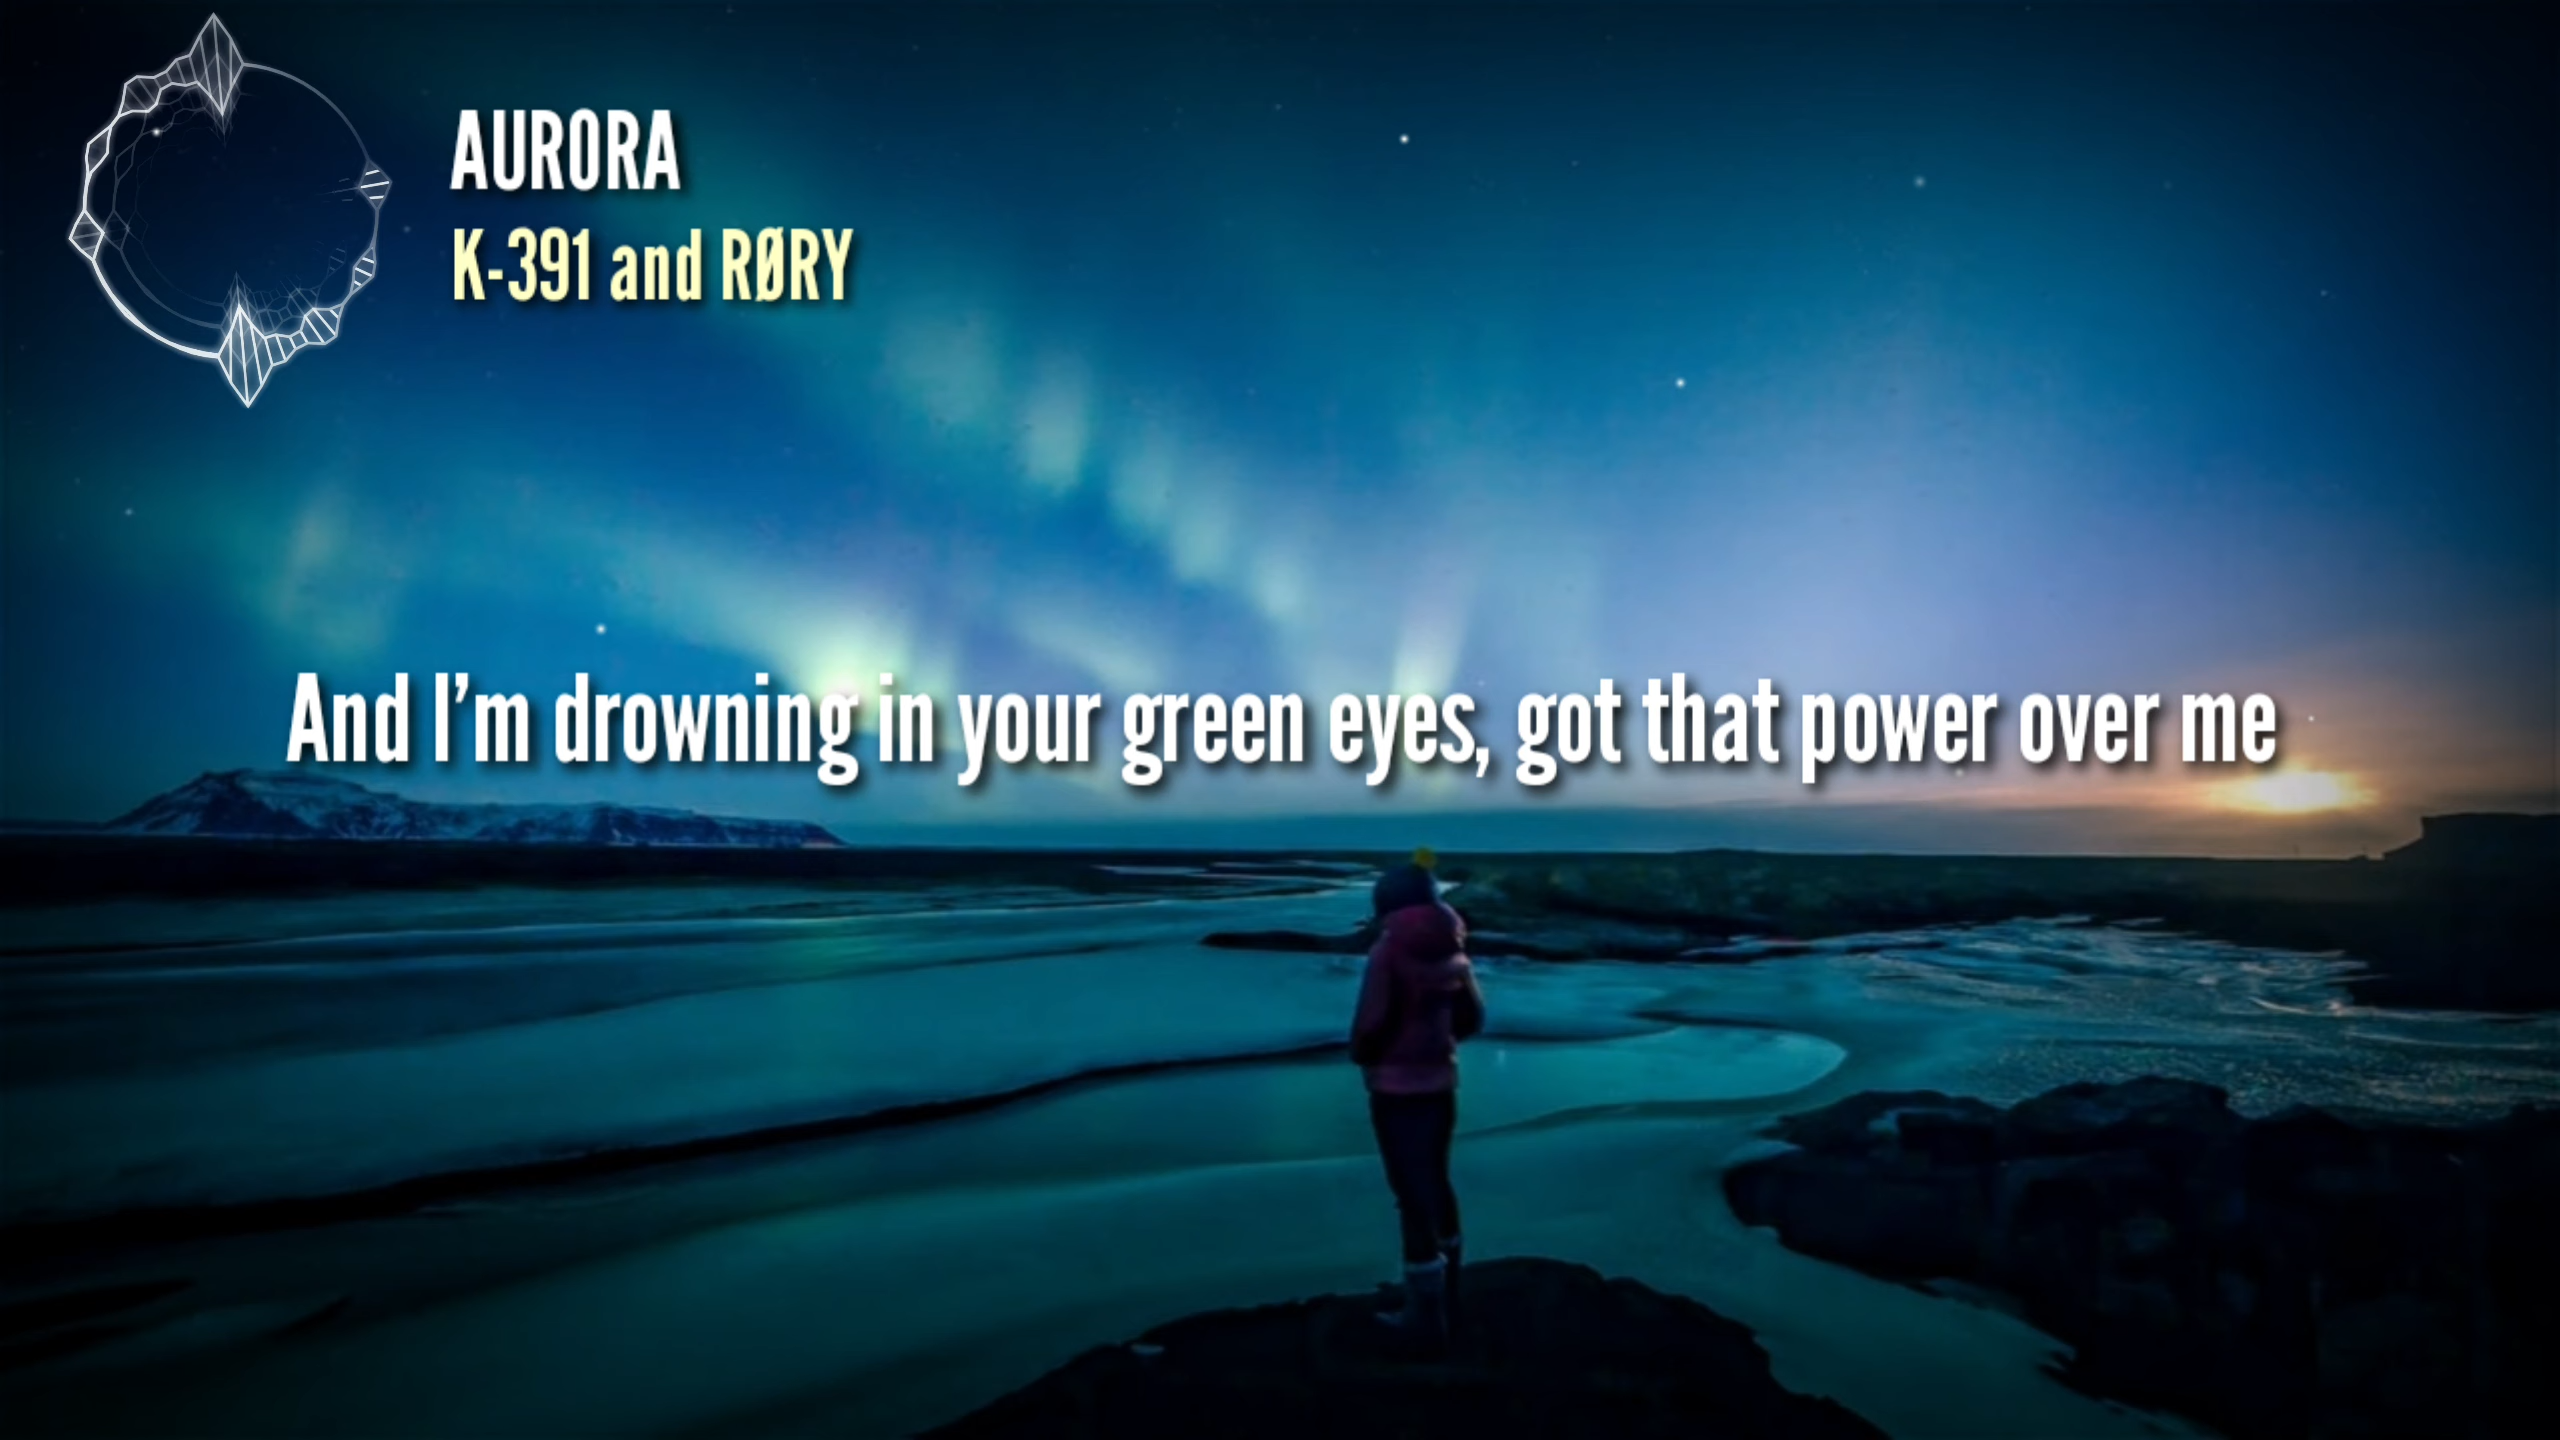 AURORA
K-391 and RØRY
And I’m drowning in your green eyes, got that power over me